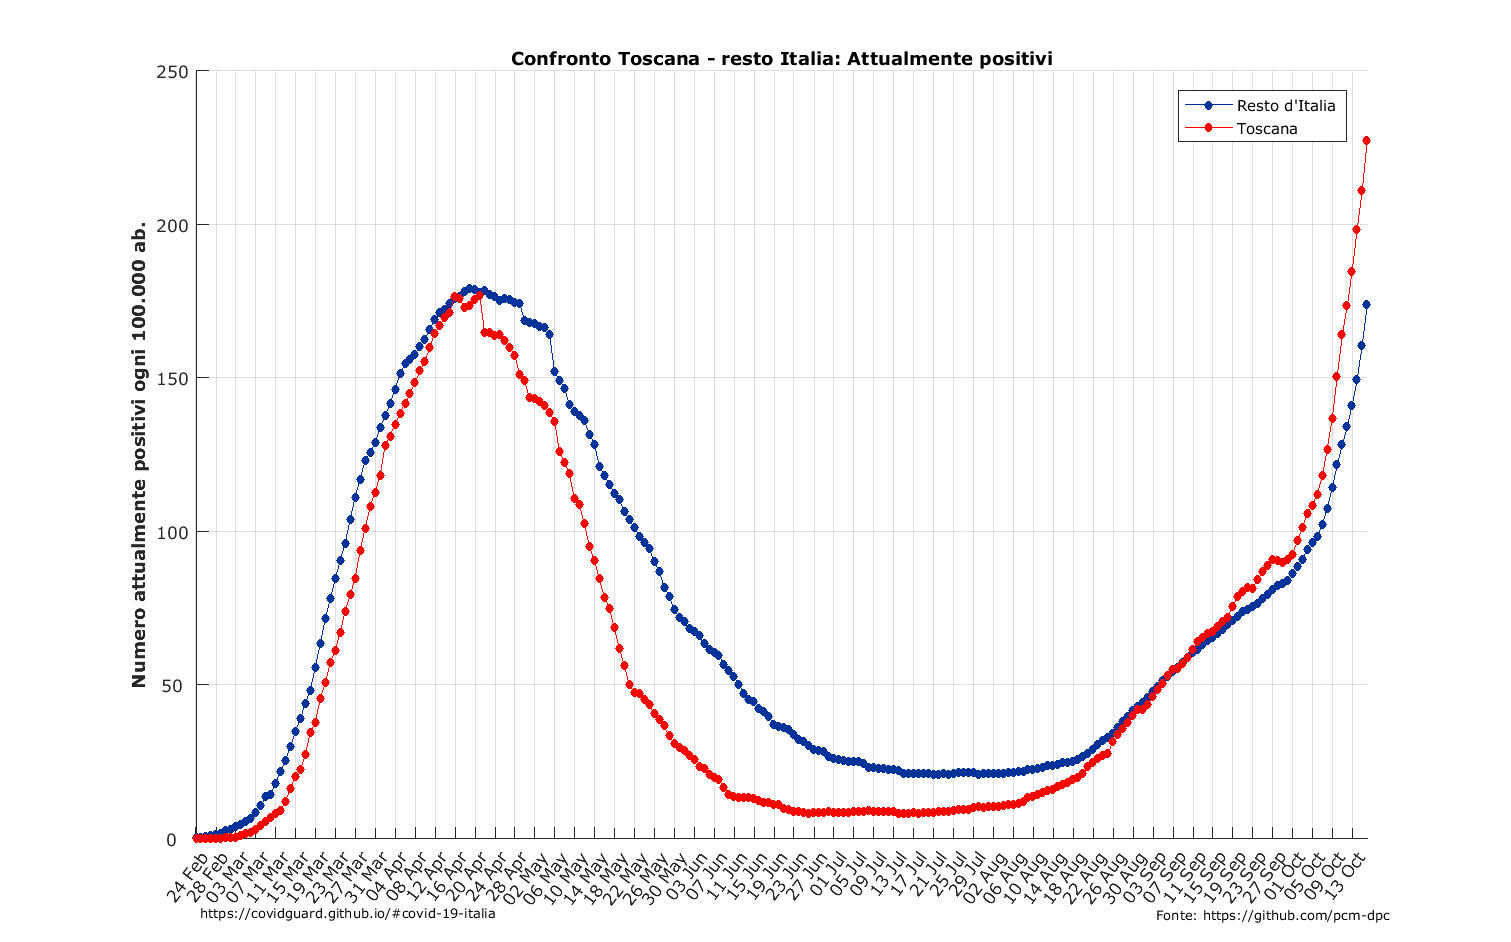 Confronto Toscana - resto Italia: Attualmente positivi
Resto d'Italia
Toscana
Numero attualmente positivi ogni 100.000 ab.
250
200
150
100
50
0
24 Feb
28 Feb
03 Mar
07 Mar
11 Mar
15 Mar
19 Mar
23 Mar
27 Mar
31 Mar
04 Apr
08 Apr
12 Apr
16 Apr
20 Apr
24 Apr
28 Apr
02 May
06 May
10 May
14 May
18 May
22 May
26 May
30 May
03 Jun
07 Jun
11 Jun
15 Jun
19 Jun
23 Jun
27 Jun
01 Jul
05 Jul
09 Jul
13 Jul
17 Jul
21 Jul
25 Jul
29 Jul
02 Aug
06 Aug
10 Aug
14 Aug
18 Aug
22 Aug
26 Aug
30 Aug
03 Sep
07 Sep
11 Sep
15 Sep
19 Sep
23 Sep
27 Sep
01 Oct
05 Oct
09 Oct
13 Oct
https://covidguard.github.io/#covid-19-italia
Fonte: https://github.com/pcm-dpc